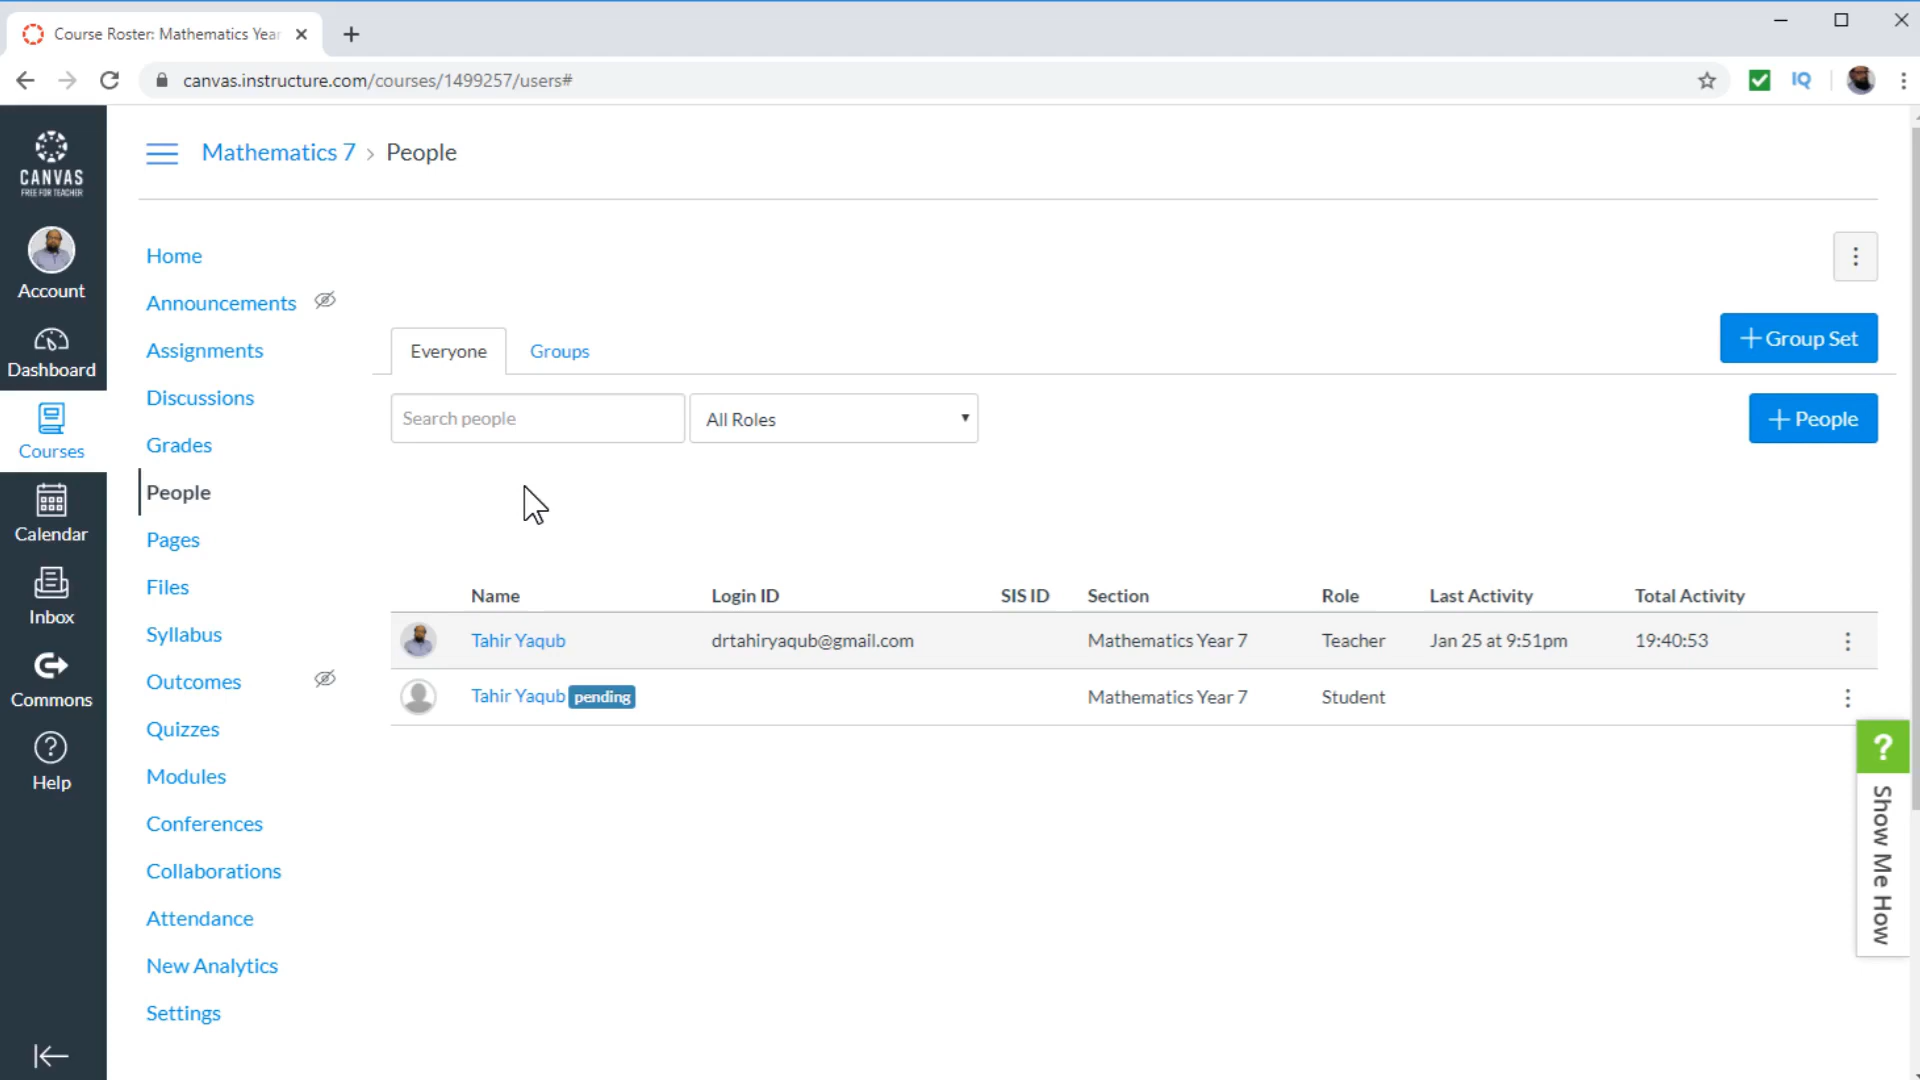 Course Roster: Mathematics Year
canvas.instructure.com/courses/1499257/users#
IQ
CANVAS
FREE FOR TEACHER
Account
Dashboard
Courses
Calendar
Inbox
Commons
Help
Mathematics 7 > People
Home
Announcements
Assignments
Discussions
Grades
People
Pages
Files
Syllabus
Outcomes
Quizzes
Modules
Conferences
Collaborations
Attendance
New Analytics
Settings
Everyone Groups
+ Group Set
Search people All Roles
+ People
Name Login ID SIS ID Section Role Last Activity Total Activity
Tahir Yaqub drtahiryaqub@gmail.com Mathematics Year 7 Teacher Jan 25 at 9:51pm 19:40:53
Tahir Yaqub pending Mathematics Year 7 Student
? Show Me How